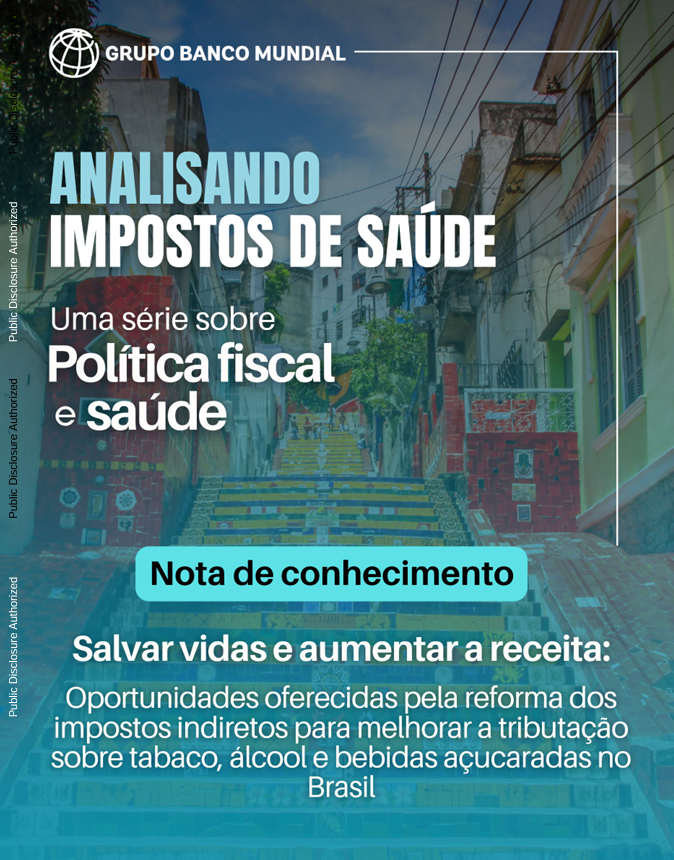 GRUPO BANCO MUNDIAL
ANALISANDO
IMPOSTOS DE SAÚDE
Uma série sobre
Política fiscal
e saúde
Nota de conhecimento
Salvar vidas e aumentar a receita:
Oportunidades oferecidas pela reforma dos
impostos indiretos para melhorar a tributação
sobre tabaco, álcool e bebidas açucaradas no
Brasil
Public Disclosure Authorized
Public Disclosure Authorized
Public Disclosure Authorized
Public Disclosure Authorized